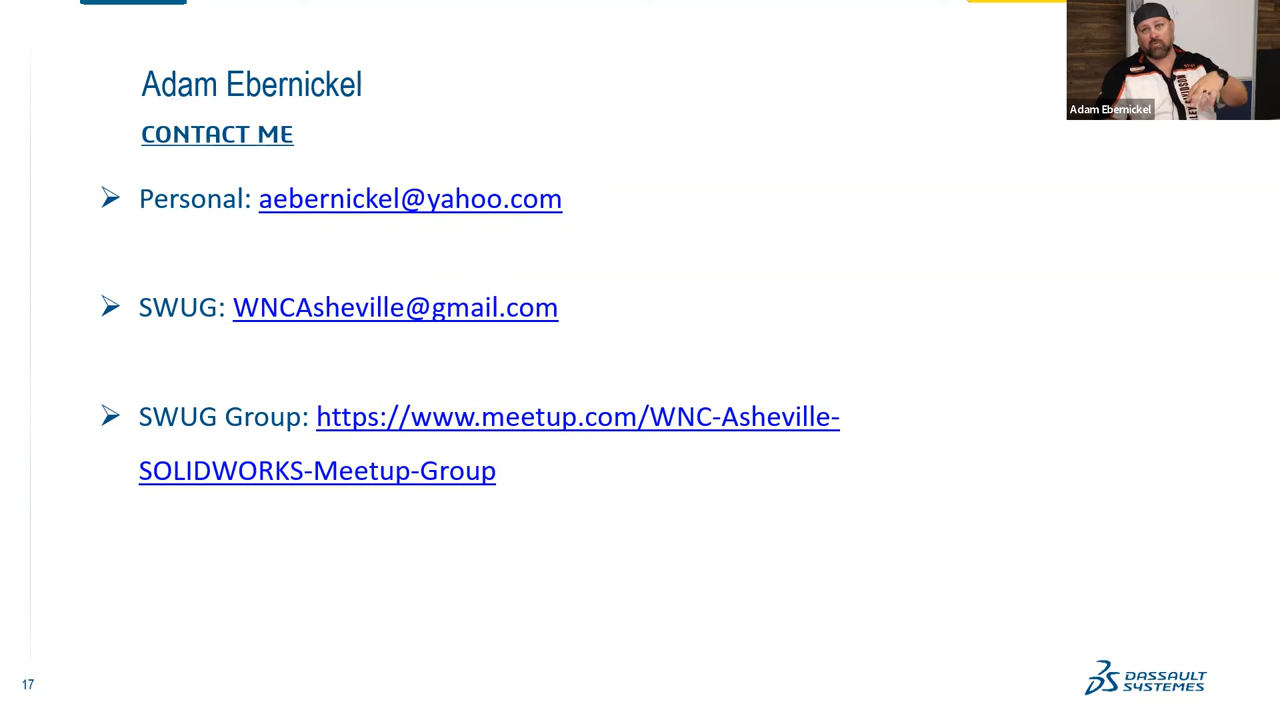 Adam Ebernickel
CONTACT ME
Personal: aebernickel@yahoo.com
SWUG: WNCAsheville@gmail.com
SWUG Group: https://www.meetup.com/WNC-Asheville-
SOLIDWORKS-Meetup-Group
Adam Ebernickel
17
DASSAULT
SYSTEMES